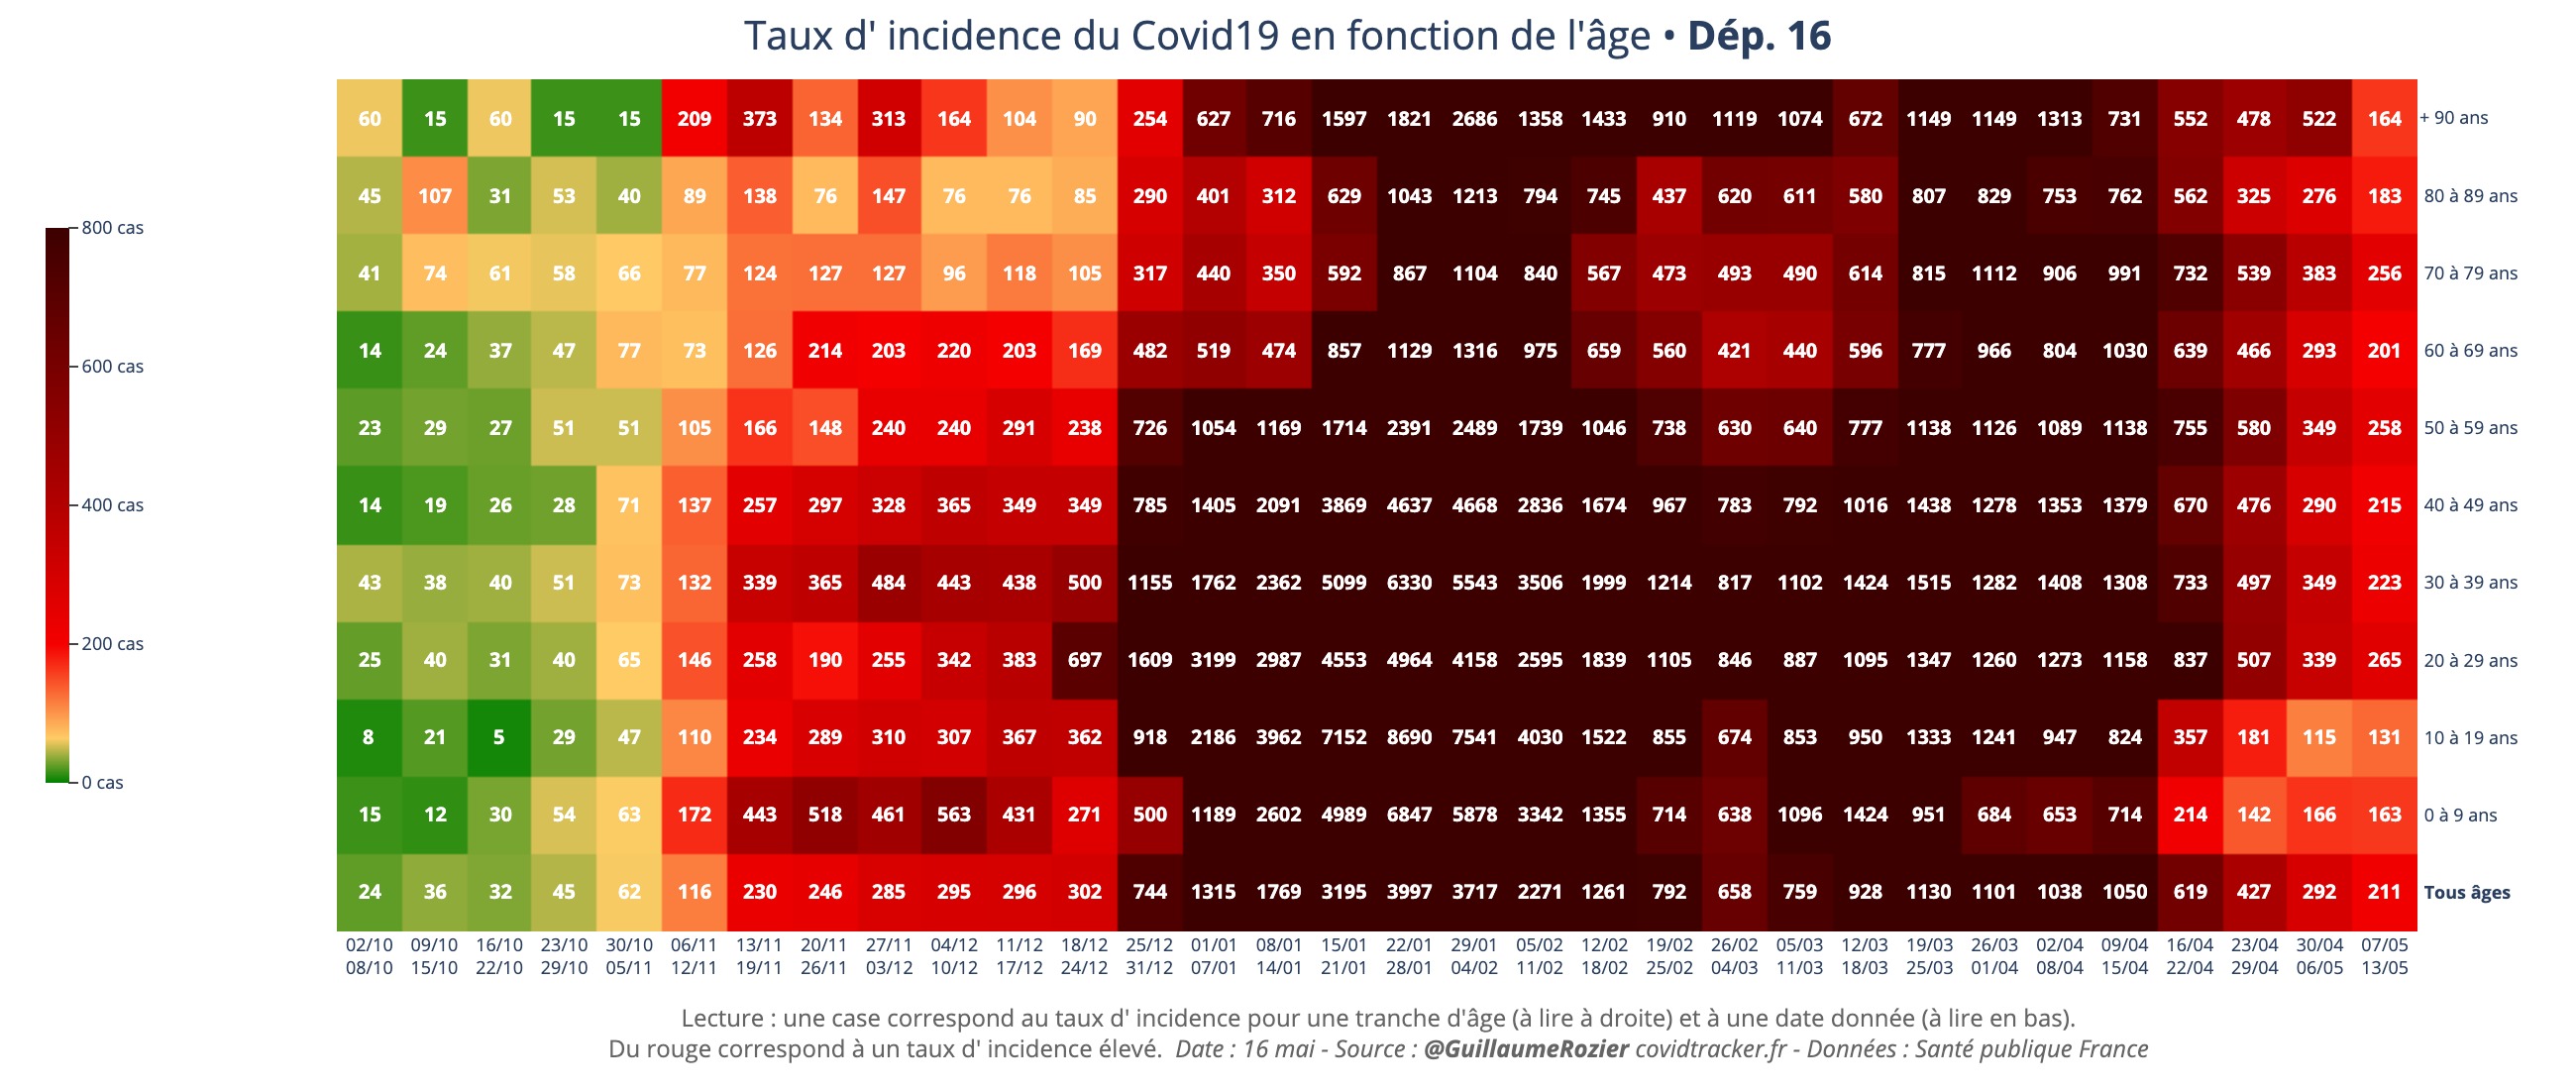 Taux d' incidence du Covid19 en fonction de l'âge • Dép. 16
60 15 60 15 15 209 373 134 313 164 104 90 254 627 716 1597 1821 2686 1358 1433 910 1119 1074 672 1149 1149 1313 731 552 478 522 164 + 90 ans
45 107 31 53 40 89 138 76 147 76 76 85 290 401 312 629 1043 1213 794 745 437 620 611 580 807 829 753 762 562 325 276 183 80 à 89 ans
800 cas
41 74 61 58 66 77 124 127 127 96 118 105 317 440 350 592 867 1104 840 567 473 493 490 614 815 1112 906 991 732 539 383 256 70 à 79 ans
14 24 37 47 77 73 126 214 203 220 203 169 482 519 474 857 1129 1316 975 659 560 421 440 596 777 966 804 1030 639 466 293 201 60 à 69 ans
600 cas
23 29 27 51 51 105 166 148 240 240 291 238 726 1054 1169 1714 2391 2489 1739 1046 738 630 640 777 1138 1126 1089 1138 755 580 349 258 50 à 59 ans
400 cas
14 19 26 28 71 137 257 297 328 365 349 349 785 1405 2091 3869 4637 4668 2836 1674 967 783 792 1016 1438 1278 1353 1379 670 476 290 215 40 à 49 ans
43 38 40 51 73 132 339 365 484 443 438 500 1155 1762 2362 5099 6330 5543 3506 1999 1214 817 1102 1424 1515 1282 1408 1308 733 497 349 223 30 à 39 ans
200 cas
25 40 31 40 65 146 258 190 255 342 383 697 1609 3199 2987 4553 4964 4158 2595 1839 1105 846 887 1095 1347 1260 1273 1158 837 507 339 265 20 à 29 ans
8 21 5 29 47 110 234 289 310 307 367 362 918 2186 3962 7152 8690 7541 4030 1522 855 674 853 950 1333 1241 947 824 357 181 115 131 10 à 19 ans
0 cas
15 12 30 54 63 172 443 518 461 563 431 271 500 1189 2602 4989 6847 5878 3342 1355 714 638 1096 1424 951 684 653 714 214 142 166 163 0 à 9 ans
24 36 32 45 62 116 230 246 285 295 296 302 744 1315 1769 3195 3997 3717 2271 1261 792 658 759 928 1130 1101 1038 1050 619 427 292 211 Tous âges
02/10 09/10 16/10 23/10 30/10 06/11 13/11 20/11 27/11 04/12 11/12 18/12 25/12 01/01 08/01 15/01 22/01 29/01 05/02 12/02 19/02 26/02 05/03 12/03 19/03 26/03 02/04 09/04 16/04 23/04 30/04 07/05
08/10 15/10 22/10 29/10 05/11 12/11 19/11 26/11 03/12 10/12 17/12 24/12 31/12 07/01 14/01 21/01 28/01 04/02 11/02 18/02 25/02 04/03 11/03 18/03 25/03 01/04 08/04 15/04 22/04 29/04 06/05 13/05
Lecture : une case correspond au taux d' incidence pour une tranche d'âge (à lire à droite) et à une date donnée (à lire en bas).
Du rouge correspond à un taux d' incidence élevé. Date : 16 mai - Source : @GuillaumeRozier covidtracker.fr - Données : Santé publique France